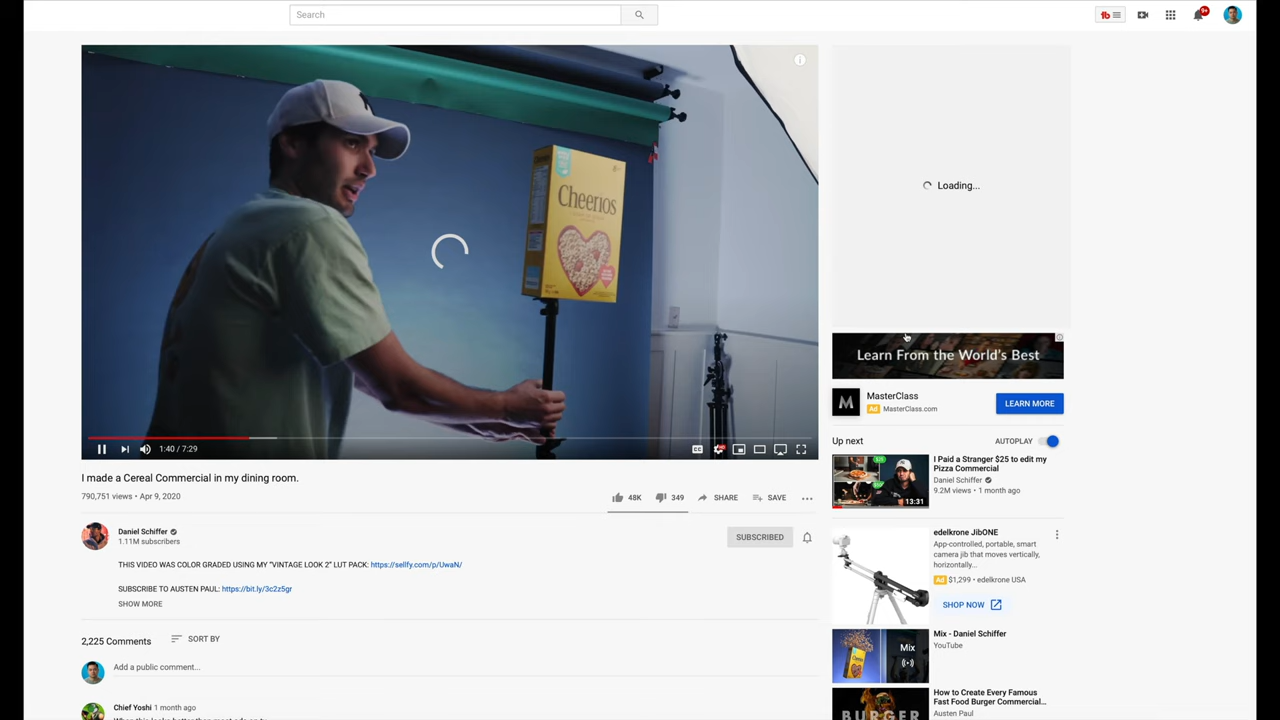 Search
9+
Cheerios
Loading...
Learn From the World's Best
M
MasterClass
Ad MasterClass.com
LEARN MORE
Up next
AUTOPLAY
I Paid a Stranger $25 to edit my
Pizza Commercial
Daniel Schiffer
9.2M views • 1 month ago
13:31
1:40 / 7:29
I made a Cereal Commercial in my dining room.
790,751 views • Apr 9, 2020
48K
349
SHARE
SAVE
Daniel Schiffer
1.11M subscribers
SUBSCRIBED
THIS VIDEO WAS COLOR GRADED USING MY "VINTAGE LOOK 2" LUT PACK: https://sellfy.com/p/UwaN/
SUBSCRIBE TO AUSTEN PAUL: https://bit.ly/3c2z5gr
SHOW MORE
edelkrone JibONE
App-controlled, portable, smart
camera jib that moves vertically,
horizontally...
Ad $1,299 • edelkrone USA
SHOP NOW
2,225 Comments
SORT BY
Add a public comment...
Chief Yoshi 1 month ago
Mix - Daniel Schiffer
YouTube
Mix
How to Create Every Famous
Fast Food Burger Commercial...
Austen Paul
BURGER